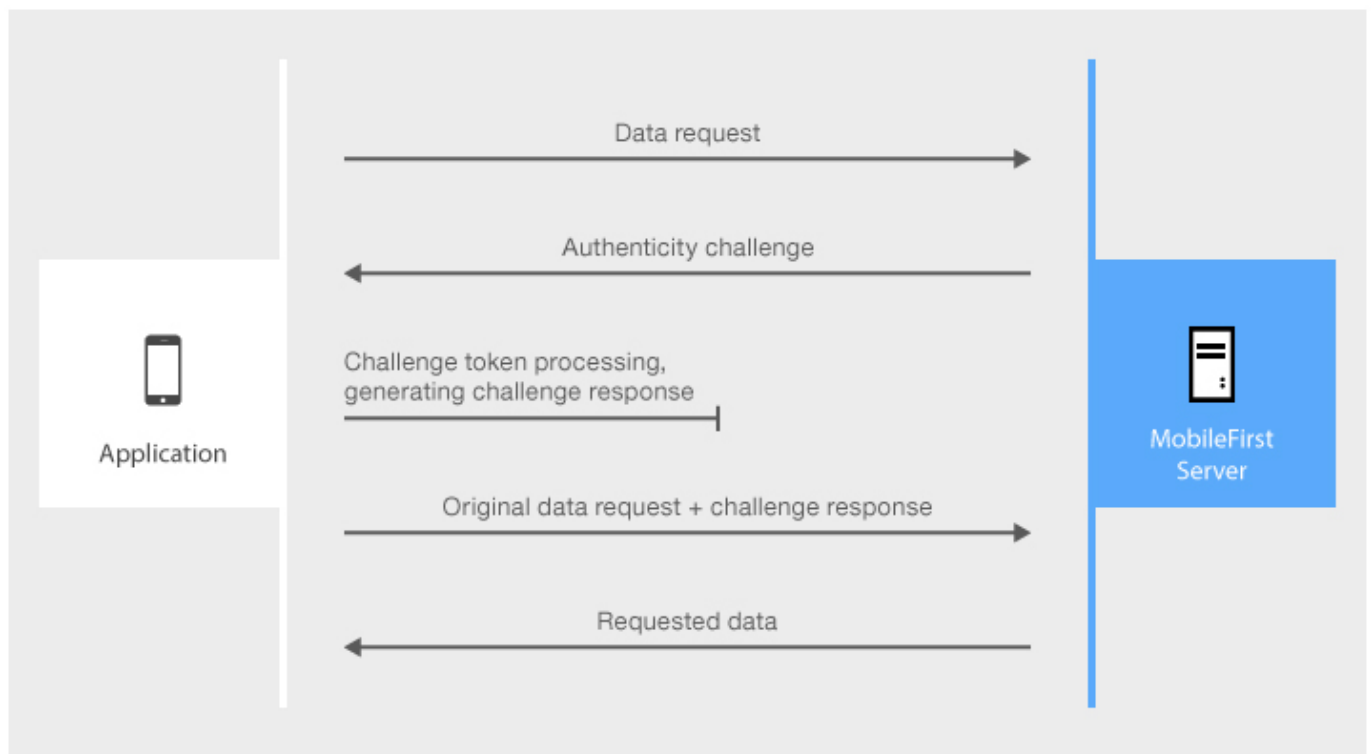 Data request
Authenticity challenge
Challenge token processing,
generating challenge response
Application
MobileFirst
Server
Original data request + challenge response
Requested data